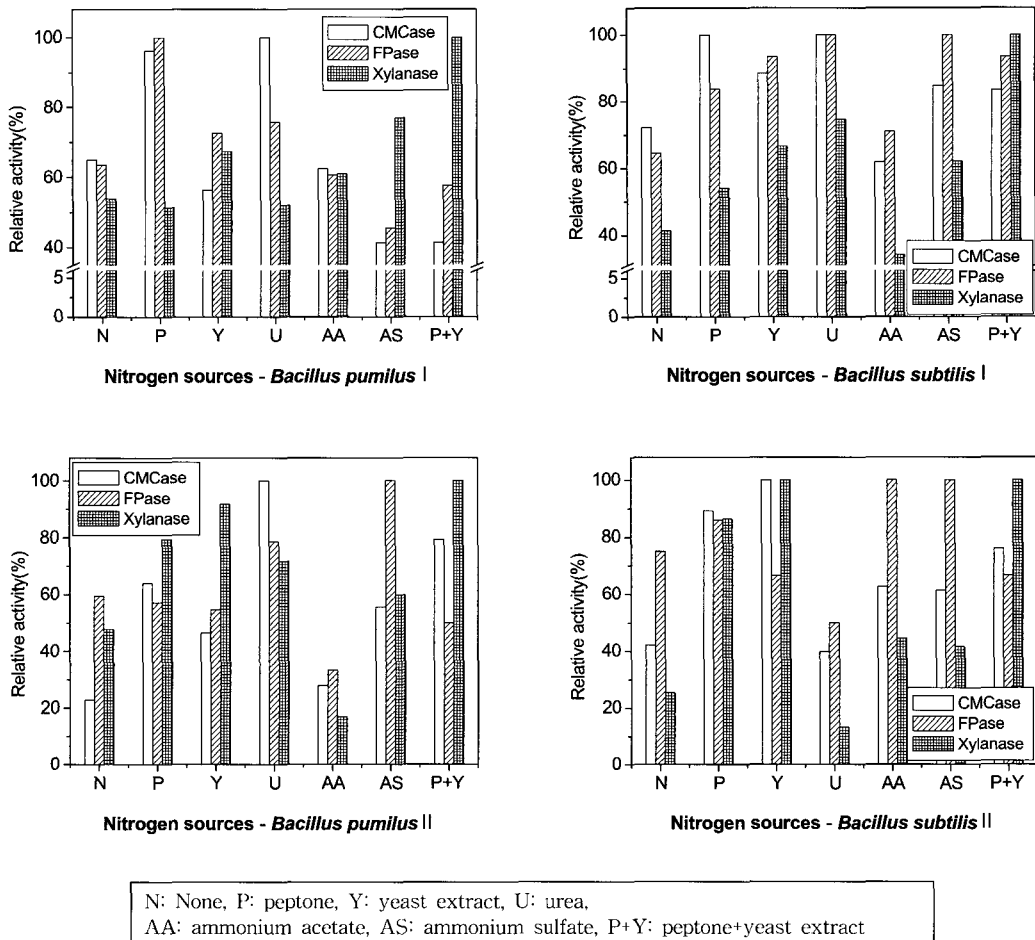 100
80
60
40
5
0
Relative activity(%)
CMCase
FPase
Xylanase
N P Y U AA AS P+Y
Nitrogen sources - Bacillus pumilus Ⅰ
100
80
60
40
5
0
Relative activity(%)
CMCase
FPase
Xylanase
N P Y U AA AS P+Y
Nitrogen sources - Bacillus subtilis Ⅰ
100
80
60
40
20
0
Relative activity(%)
CMCase
FPase
Xylanase
N P Y U AA AS P+Y
Nitrogen sources - Bacillus pumilus Ⅱ
100
80
60
40
20
0
Relative activity(%)
CMCase
FPase
Xylanase
N P Y U AA AS P+Y
Nitrogen sources - Bacillus subtilis Ⅱ
N: None, P: peptone, Y: yeast extract, U: urea,
AA: ammonium acetate, AS: ammonium sulfate, P+Y: peptone+yeast extract